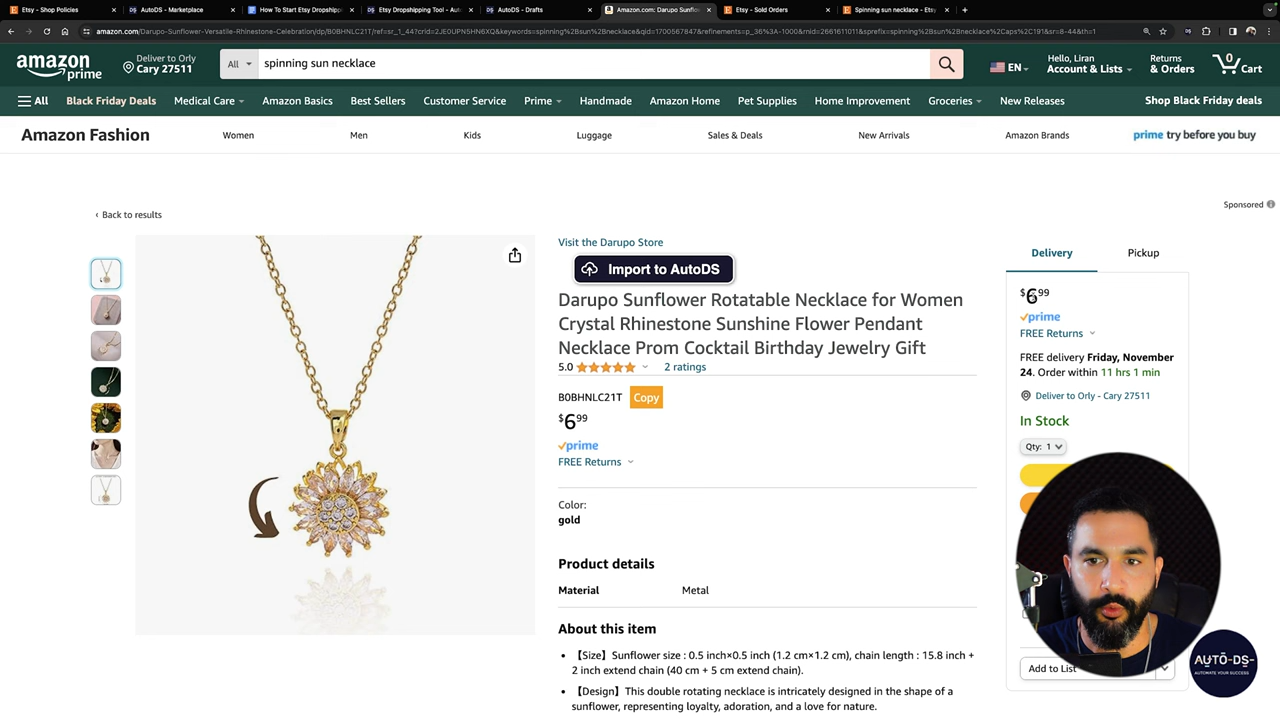 Etsy - Shop Policies
AutoDS - Marketplace
How To Start Etsy Dropshipp
Etsy Dropshipping Tool - Aut
AutoDS - Drafts
Amazon.com: Darupo Sunflow
Etsy - Sold Orders
Spinning sun necklace - Etsy
amazon.com/Darupo-Sunflower-Versatile-Rhinestone-Celebration/dp/B0BHNLC21T/ref=sr_1_44?crid=2JE0UPN5HN6XQ&keywords=spinning%2Bsun%2Bnecklace&qid=1700567847&refinements=p_36%3A-1000&rnid=2661611011&sprefix=spinning%2Bsun%2Bnecklace%2Caps%2C191&sr=8-44&th=1
amazon
prime
Deliver to Orly
Cary 27511
All
spinning sun necklace
EN
Hello, Liran
Account & Lists
Returns
& Orders
0
Cart
All
Black Friday Deals
Medical Care
Amazon Basics
Best Sellers
Customer Service
Prime
Handmade
Amazon Home
Pet Supplies
Home Improvement
Groceries
New Releases
Shop Black Friday deals
Amazon Fashion
Women
Men
Kids
Luggage
Sales & Deals
New Arrivals
Amazon Brands
prime try before you buy
Sponsored
‹ Back to results
Visit the Darupo Store
Import to AutoDS
Darupo Sunflower Rotatable Necklace for Women
Crystal Rhinestone Sunshine Flower Pendant
Necklace Prom Cocktail Birthday Jewelry Gift
5.0
2 ratings
B0BHNLC21T
Copy
$6 99
prime
FREE Returns
Color:
gold
Product details
Material
Metal
About this item
• 【Size】Sunflower size : 0.5 inch×0.5 inch (1.2 cm×1.2 cm), chain length : 15.8 inch +
2 inch extend chain (40 cm + 5 cm extend chain).
• 【Design】This double rotating necklace is intricately designed in the shape of a
sunflower, representing loyalty, adoration, and a love for nature.
Delivery
Pickup
$6 99
prime
FREE Returns
FREE delivery Friday, November
24. Order within 11 hrs 1 min
Deliver to Orly - Cary 27511
In Stock
Qty: 1
Add to List
AUTO-DS-
AUTOMATE YOUR SUCCESS